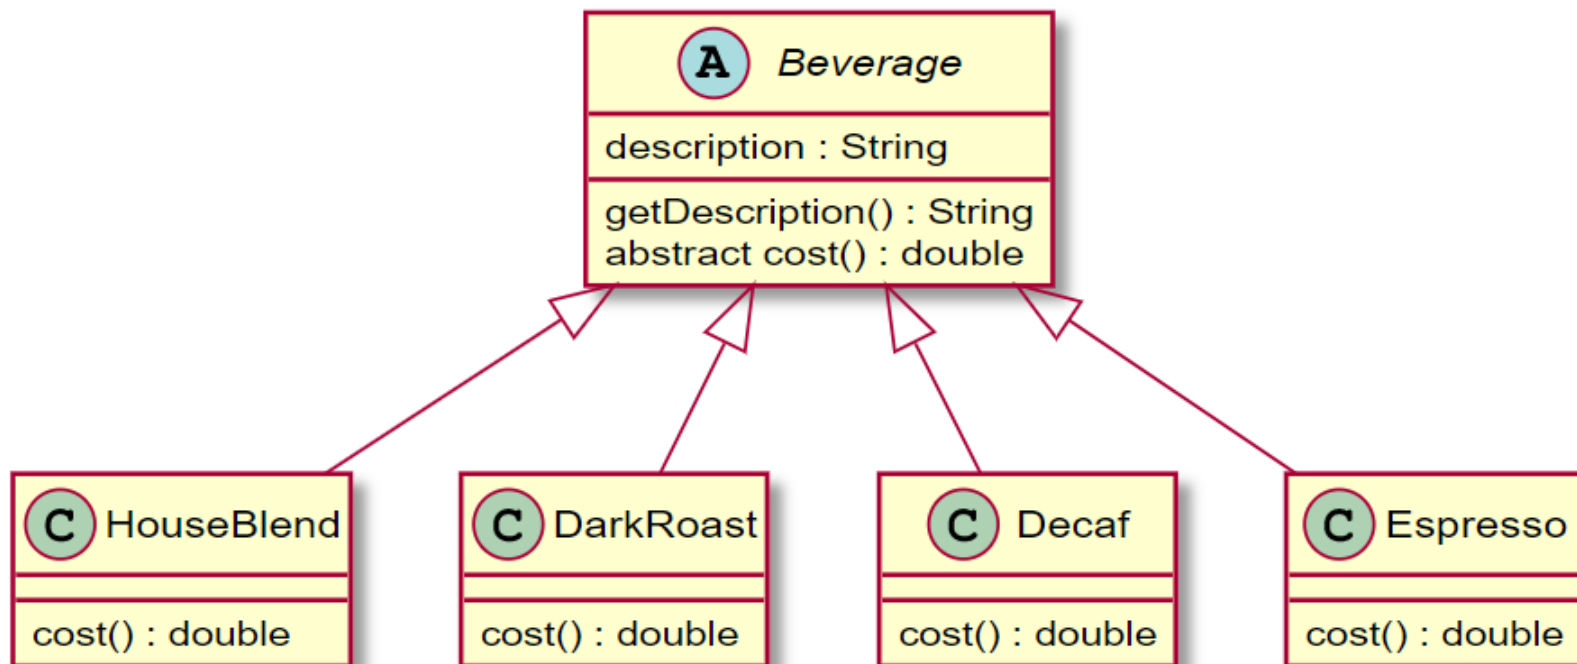 A Beverage
description : String
getDescription() : String
abstract cost() : double
C HouseBlend
cost() : double
C DarkRoast
cost() : double
C Decaf
cost() : double
C Espresso
cost() : double